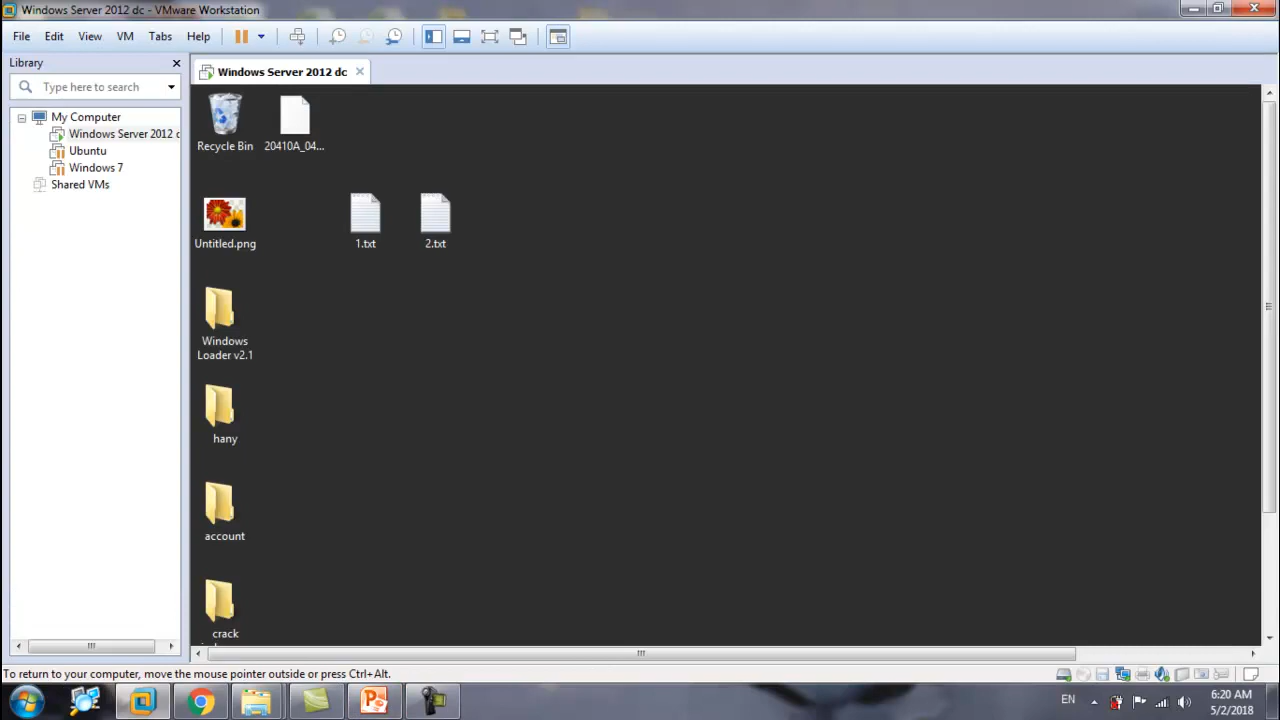 Windows Server 2012 dc - VMware Workstation
File Edit View VM Tabs Help
Library
Type here to search
My Computer
Windows Server 2012 d
Ubuntu
Windows 7
Shared VMs
Windows Server 2012 dc
Recycle Bin
20410A_04...
Untitled.png
1.txt
2.txt
Windows
Loader v2.1
hany
account
crack
To return to your computer, move the mouse pointer outside or press Ctrl+Alt.
EN
6:20 AM
5/2/2018